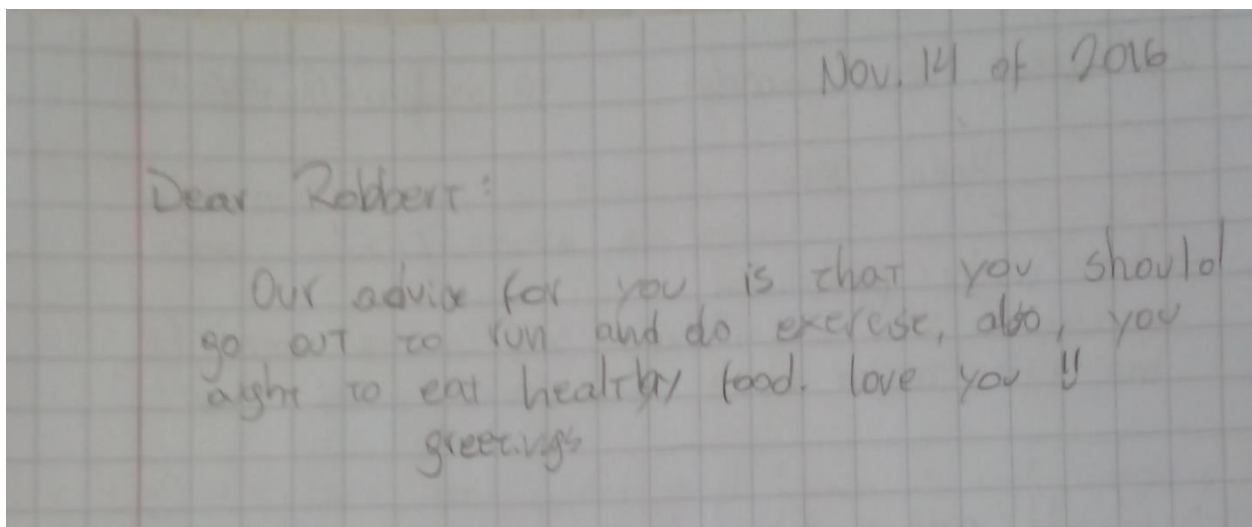 Nov. 14 of 2016
Dear Robbert:
Our advice for you is that you should
go out to run and do exercise, also, you
aight to eat healthy food. love you !!
greetings